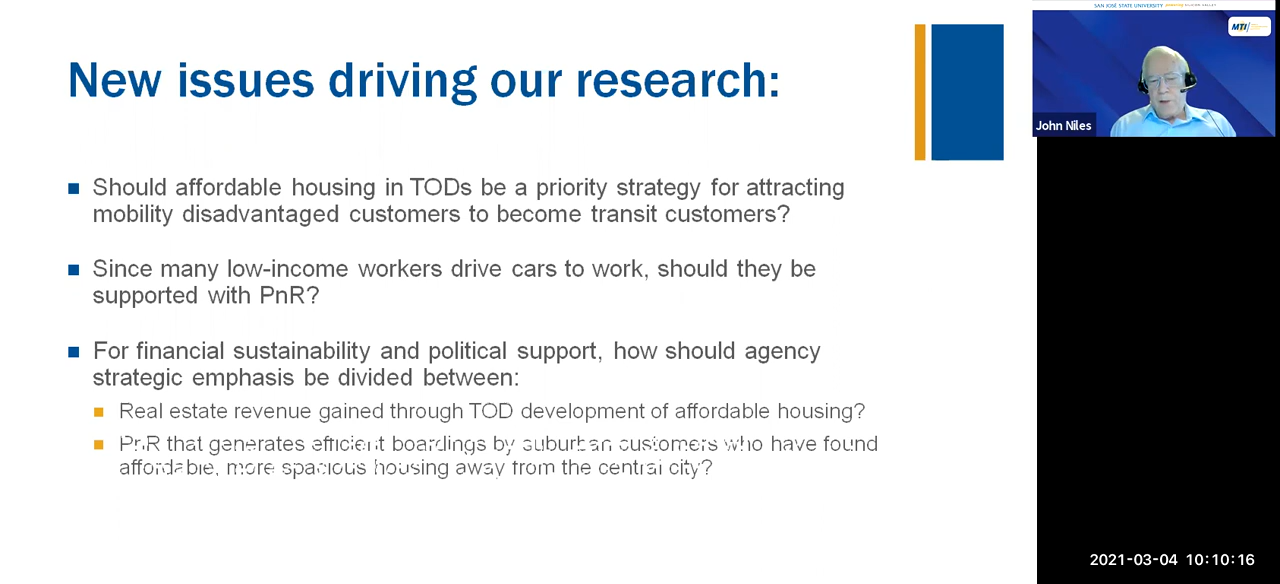 New issues driving our research:
Should affordable housing in TODs be a priority strategy for attracting
mobility disadvantaged customers to become transit customers?
Since many low-income workers drive cars to work, should they be
supported with PnR?
For financial sustainability and political support, how should agency
strategic emphasis be divided between:
Real estate revenue gained through TOD development of affordable housing?
PnR that generates efficient boardings by suburban customers who have found
affordable, more spacious housing away from the central city?
SAN JOSÉ STATE UNIVERSITY
MTI
John Niles
2021-03-04 10:10:16